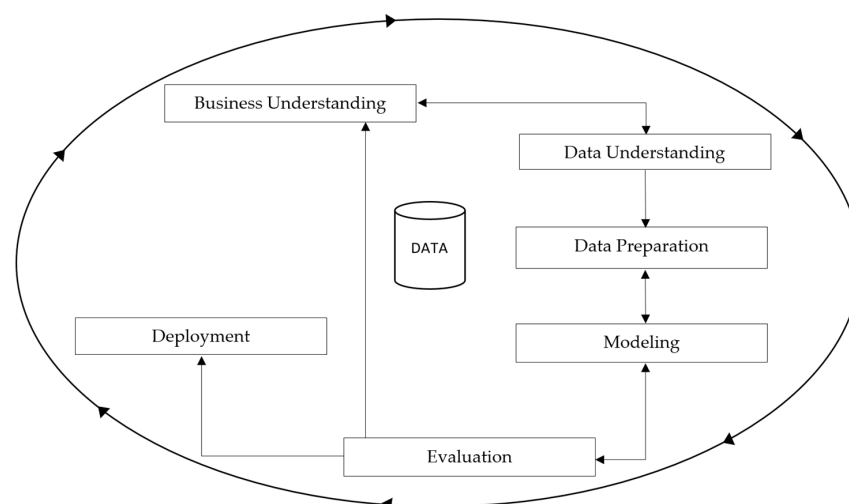 Business Understanding
Data Understanding
DATA
Data Preparation
Deployment
Modeling
Evaluation